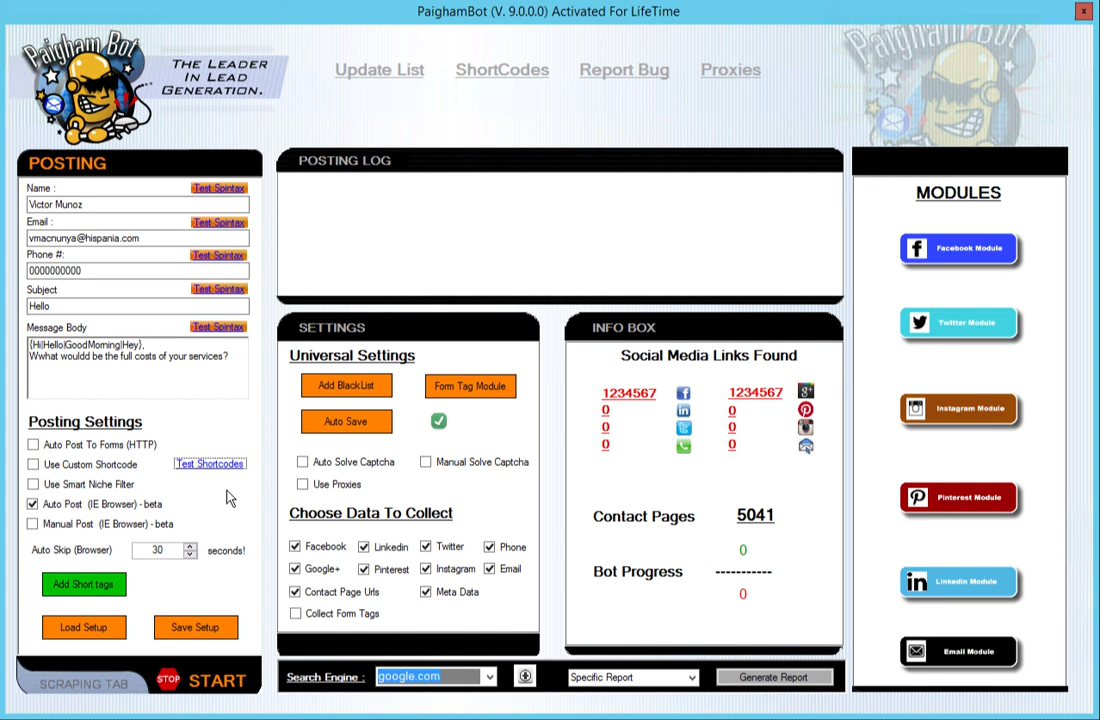 PaighamBot (V. 9.0.0.0) Activated For LifeTime
x
Paigham Bot
THE LEADER
IN LEAD
GENERATION.
Update List
ShortCodes
Report Bug
Proxies
Paigham Bot
POSTING
Name :
Test Spintax
Victor Munoz
Email :
Test Spintax
vmacnunya@hispania.com
Phone #:
Test Spintax
0000000000
Subject
Test Spintax
Hello
Message Body
Test Spintax
{Hi|Hello|GoodMorning|Hey},
Wwhat wouldd be the full costs of your services?
Posting Settings
Auto Post To Forms (HTTP)
Use Custom Shortcode
Test Shortcodes
Use Smart Niche Filter
Auto Post (IE Browser) - beta
Manual Post (IE Browser) - beta
Auto Skip (Browser)
30
seconds!
Add Short tags
Load Setup
Save Setup
SCRAPING TAB
STOP
START
POSTING LOG
SETTINGS
Universal Settings
Add BlackList
Form Tag Module
Auto Save
Auto Solve Captcha
Manual Solve Captcha
Use Proxies
Choose Data To Collect
Facebook
Linkedin
Twitter
Phone
Google+
Pinterest
Instagram
Email
Contact Page Urls
Meta Data
Collect Form Tags
INFO BOX
Social Media Links Found
1234567
1234567
0
0
0
0
0
0
Contact Pages
5041
0
Bot Progress
-----------
0
Search Engine :
google.com
Specific Report
Generate Report
MODULES
Facebook Module
Twitter Module
Instagram Module
Pinterest Module
Linkedin Module
Email Module